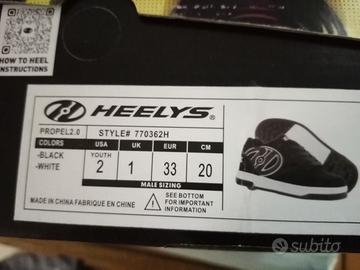 HOW TO HEEL
INSTRUCTIONS
HEELYS®
PROPEL2.0 STYLE# 770362H
COLORS USA UK EUR CM
-BLACK
-WHITE
YOUTH
2 1 33 20
MALE SIZING
MADE IN CHINA FABRIQUE EN CHINE
SEE BOTTOM
FOR IMPORTANT
INFORMATION
subito